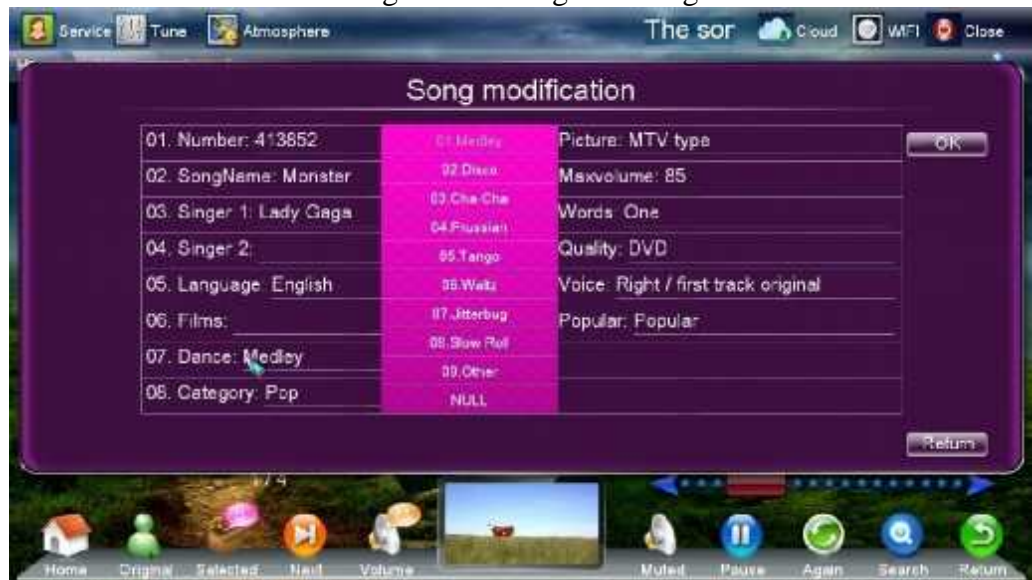 Service Tune Atmosphere The sor Cloud WIFI Close
Song modification
01. Number: 413852
02. SongName: Monster
03. Singer 1: Lady Gaga
04. Singer 2:
05. Language: English
06. Films:
07. Dance: Medley
08. Category: Pop
01.Medley
02.Disco
03.Cha Cha
04.Prussian
05.Tango
06.Waltz
07.Jitterbug
08.Slow Roll
09.Other
NULL
Picture: MTV type
Maxvolume: 85
Words: One
Quality: DVD
Voice: Right / first track original
Popular: Popular
OK
Return
1 / 4
Home Original Selected Next Volume Muted Pause Again Search Return